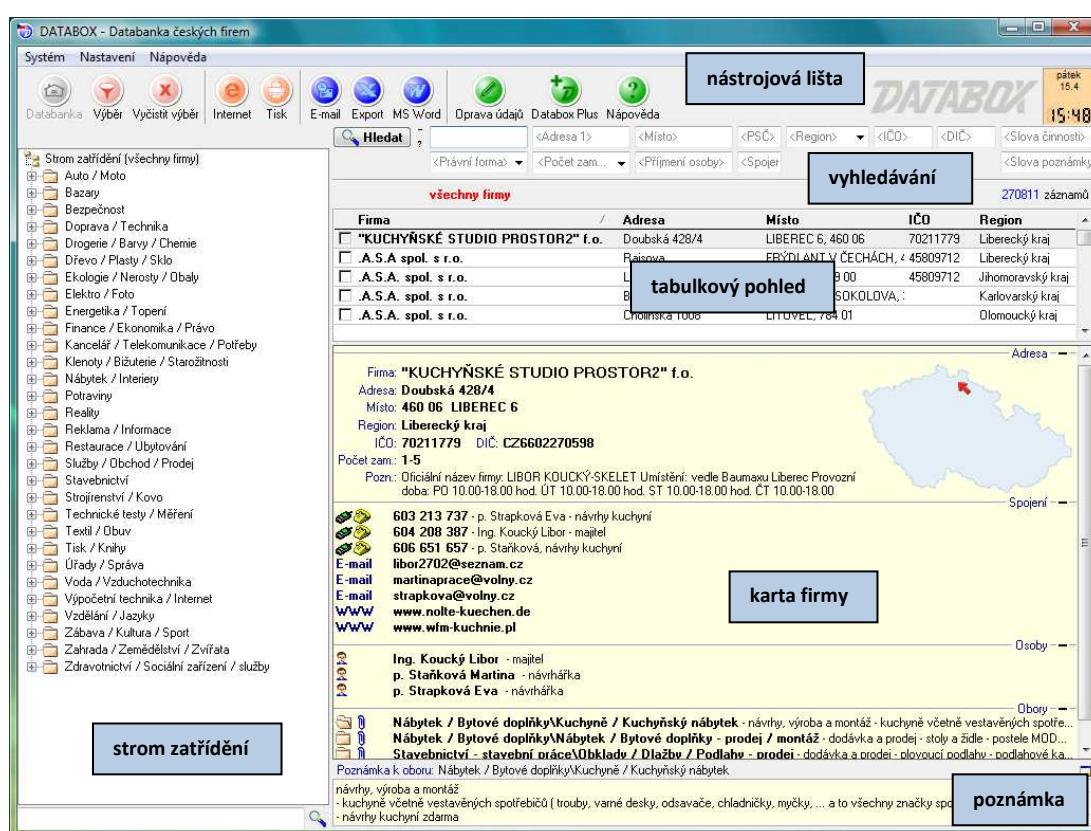 DATABOX - Databanka českých firem
Systém Nastavení Nápověda
nástrojová lišta
DATABOX
pátek
15.4
15:48
Databanka Výběr Vyčistit výběr Internet Tisk E-mail Export MS Word Oprava údajů Databox Plus Nápověda
Hledat ; <Adresa 1> <Místo> <PSČ> <Region> <IČO> <DIČ> <Slova činnosti>
<Právní forma> <Počet zam... <Příjmení osoby> <Spojer <Slova poznámky
vyhledávání
všechny firmy 270811 záznamů
Strom zatřídění (všechny firmy)
Auto / Moto
Bazary
Bezpečnost
Doprava / Technika
Drogerie / Barvy / Chemie
Dřevo / Plasty / Sklo
Ekologie / Nerosty / Obaly
Elektro / Foto
Energetika / Topení
Finance / Ekonomika / Právo
Kancelář / Telekomunikace / Potřeby
Klenoty / Bižuterie / Starožitnosti
Nábytek / Interiery
Potraviny
Reality
Reklama / Informace
Restaurace / Ubytování
Služby / Obchod / Prodej
Stavebnictví
Strojírenství / Kovo
Technické testy / Měření
Textil / Obuv
Tisk / Knihy
Úřady / Správa
Voda / Vzduchotechnika
Výpočetní technika / Internet
Vzdělání / Jazyky
Zábava / Kultura / Sport
Zahrada / Zemědělství / Zvířata
Zdravotnictví / Sociální zařízení / služby
strom zatřídění
Firma / Adresa Místo IČO Region
"KUCHYŇSKÉ STUDIO PROSTOR2" f.o. Doubská 428/4 LIBEREC 6, 460 06 70211779 Liberecký kraj
.A.S.A spol. s r.o. Raisova FRÝDLANT V ČECHÁCH, 4 45809712 Liberecký kraj
.A.S.A. spol. s r.o. L 00 45809712 Jihomoravský kraj
.A.S.A. spol. s r.o. B SOKOLOVA, Karlovarský kraj
.A.S.A. spol. s r.o. Cholinská 1008 LITOVEL, 784 01 Olomoucký kraj
tabulkový pohled
Adresa
Firma: "KUCHYŇSKÉ STUDIO PROSTOR2" f.o.
Adresa: Doubská 428/4
Místo: 460 06 LIBEREC 6
Region: Liberecký kraj
IČO: 70211779 DIČ: CZ6602270598
Počet zam.: 1-5
Pozn.: Oficiální název firmy: LIBOR KOUCKÝ-SKELET Umístění: vedle Baumaxu Liberec Provozní
doba: PO 10.00-18.00 hod. ÚT 10.00-18.00 hod. ST 10.00-18.00 hod. ČT 10.00-18.00
Spojení
603 213 737 - p. Strapková Eva - návrhy kuchyní
604 208 387 - Ing. Koucký Libor - majitel
606 651 657 - p. Staňková, návrhy kuchyní
E-mail libor2702@seznam.cz
E-mail martinaprace@volny.cz
E-mail strapkova@volny.cz
WWW www.nolte-kuechen.de
WWW www.wfm-kuchnie.pl
karta firmy
Osoby
Ing. Koucký Libor - majitel
p. Staňková Martina - návrhářka
p. Strapková Eva - návrhářka
Obory
Nábytek / Bytové doplňky\Kuchyně / Kuchyňský nábytek - návrhy, výroba a montáž - kuchyně včetně vestavěných spotře...
Nábytek / Bytové doplňky\Nábytek / Bytové doplňky - prodej / montáž - dodávka a prodej - stoly a židle - postele MOD...
Stavebnictví - stavební práce\Obklady / Dlažby / Podlahy - prodej - dodávka a prodej - plovoucí podlahy - podlahové ka...
Poznámka k oboru: Nábytek / Bytové doplňky\Kuchyně / Kuchyňský nábytek
návrhy, výroba a montáž
- kuchyně včetně vestavěných spotřebičů ( trouby, varné desky, odsavače, chladničky, myčky, ... a to všechny značky spo
- návrhy kuchyní zdarma
poznámka